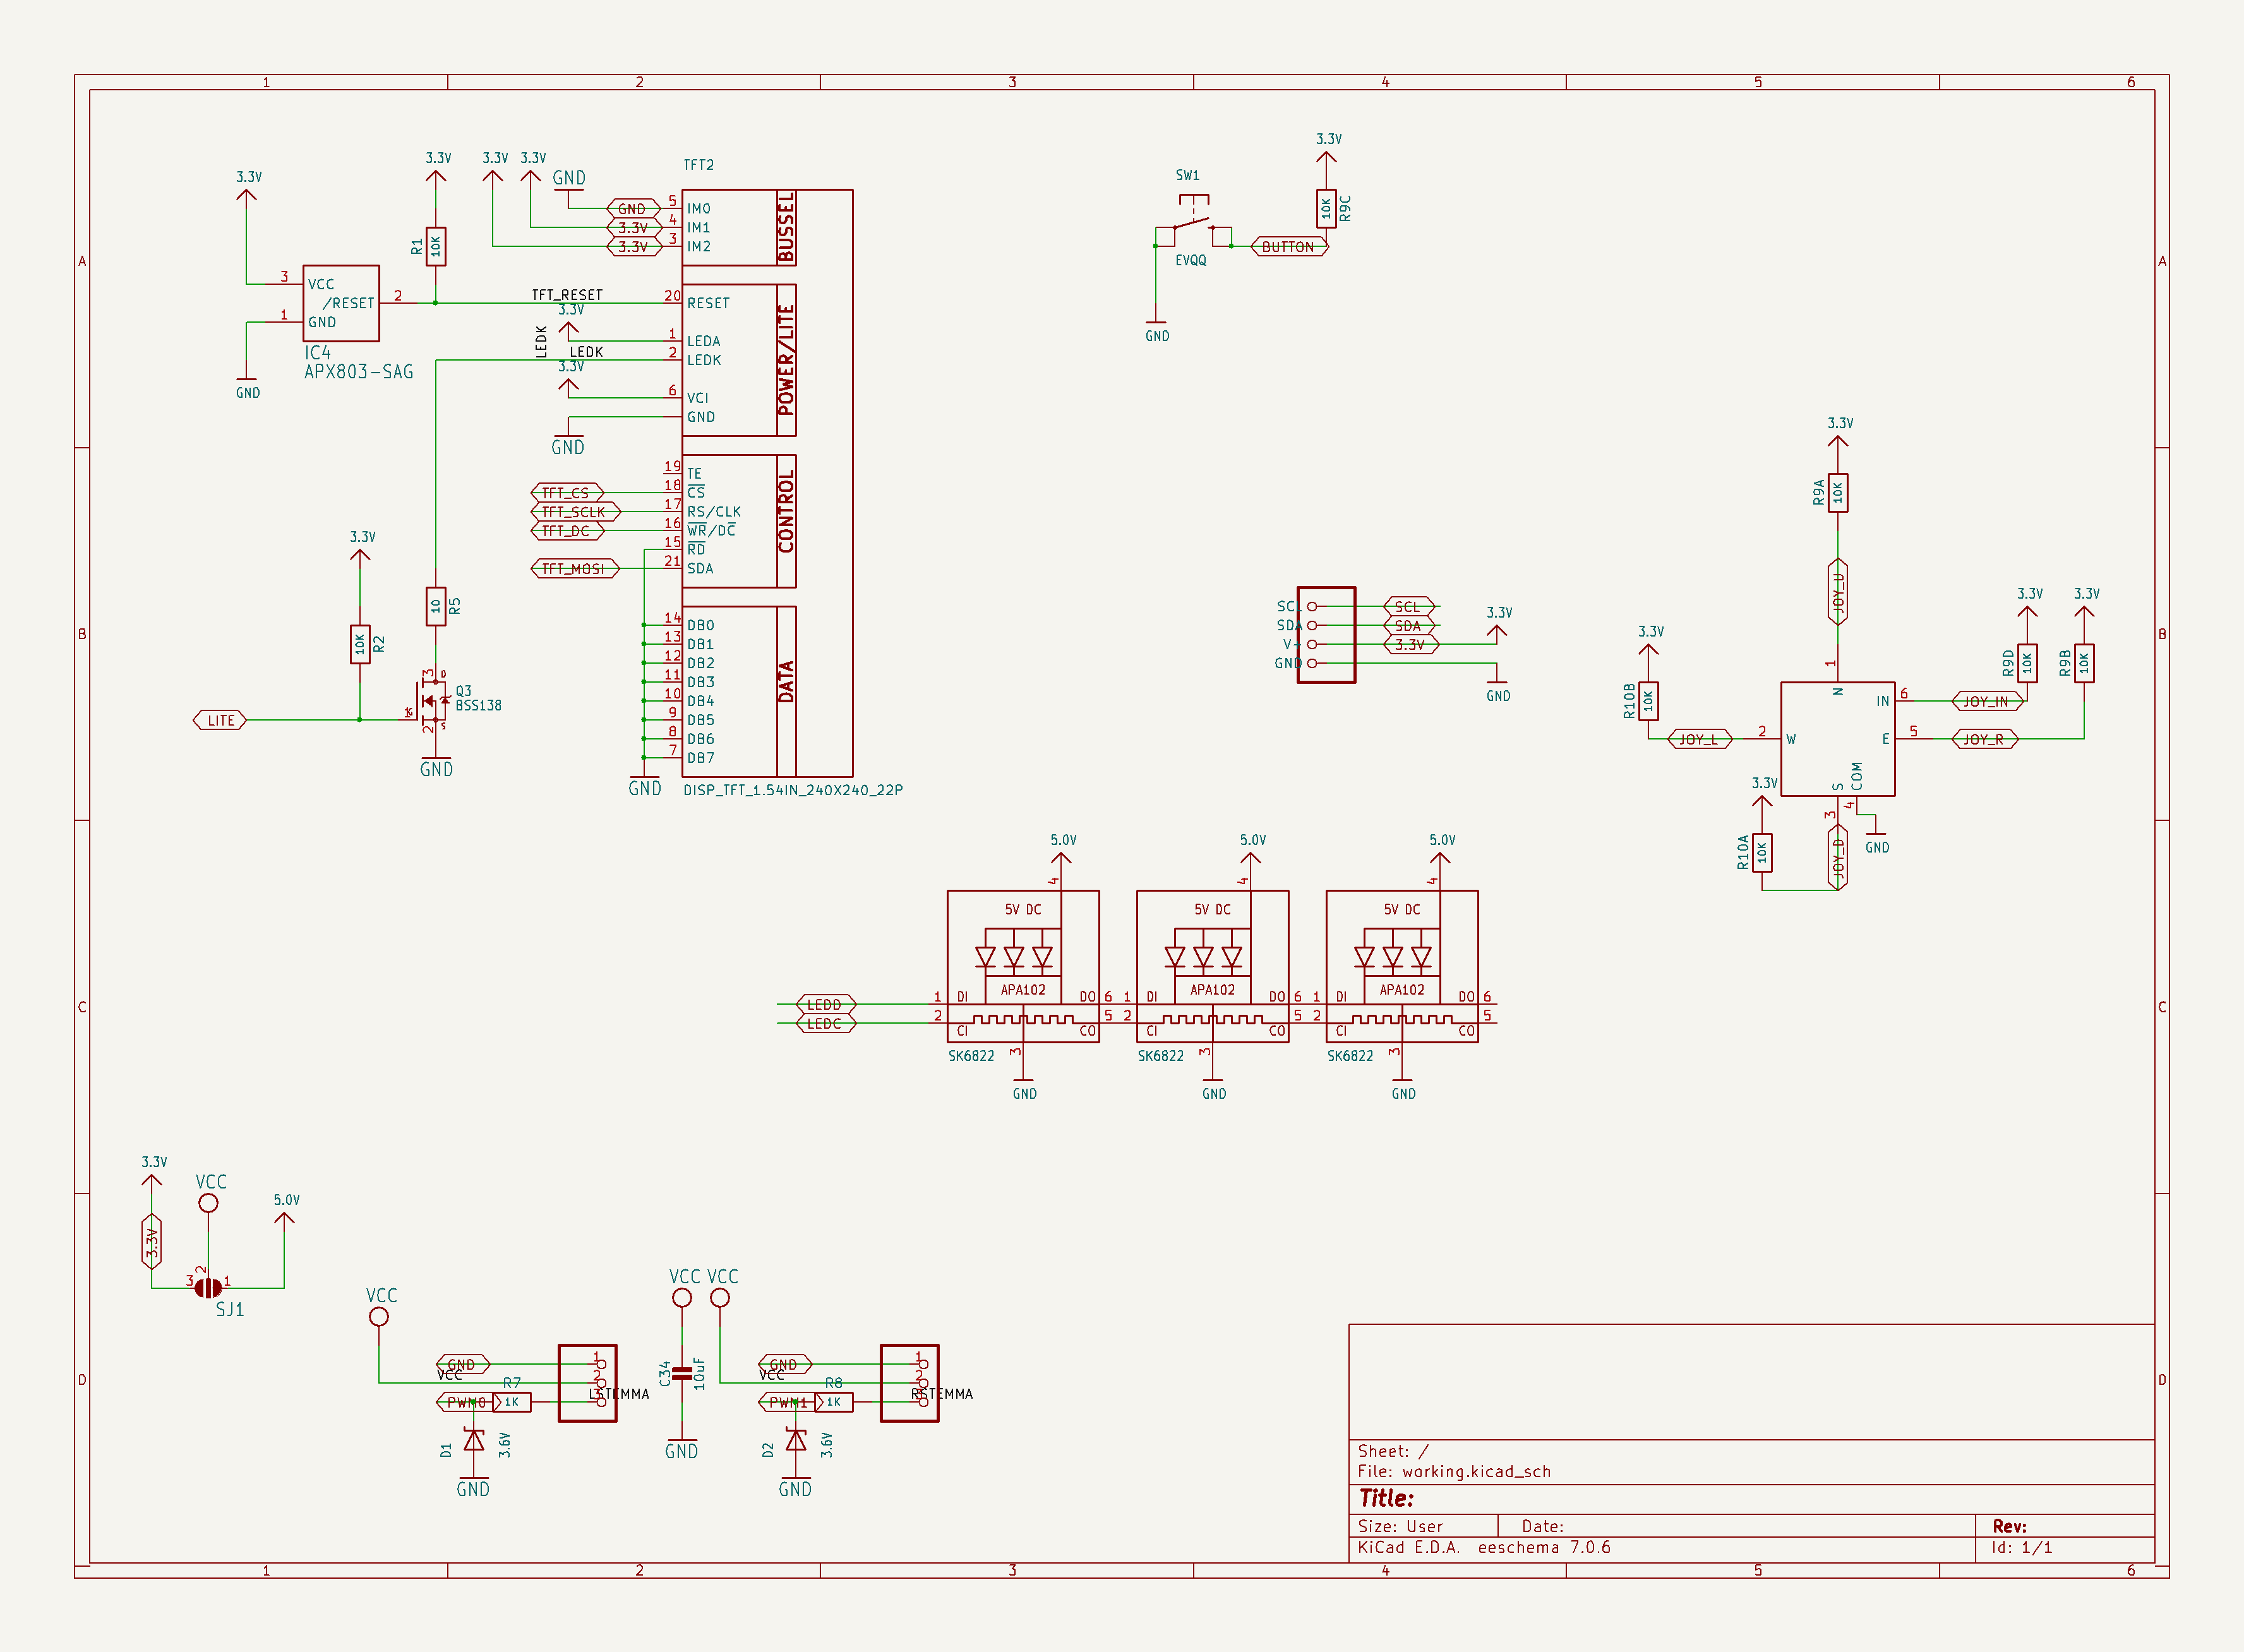 1 2 3 4 5 6
A
B
C
D
3.3V
3 VCC
/RESET 2
1 GND
GND
IC4
APX803-SAG
3.3V
R1 10K
3.3V 3.3V GND
TFT2
GND 5 IM0
3.3V 4 IM1
3.3V 3 IM2
BUSSEL
TFT_RESET 20 RESET
3.3V
1 LEDA
LEDK
LEDK 2 LEDK
3.3V
6 VCI
GND
GND
POWER/LITE
19 TE
TFT_CS 18 CS
TFT_SCLK 17 RS/CLK
TFT_DC 16 WR/DC
15 RD
TFT_MOSI 21 SDA
CONTROL
14 DB0
13 DB1
12 DB2
11 DB3
10 DB4
9 DB5
8 DB6
7 DB7
DATA
GND
DISP_TFT_1.54IN_240X240_22P
3.3V
10K R2
10 R5
LITE
1 G
3 D
2 S
Q3
BSS138
GND
SW1
EVQQ
GND
BUTTON
3.3V
10K R9C
SCL SCL
SDA SDA
V+ 3.3V
GND
3.3V
GND
3.3V
R9A 10K
JOY_U
1 N
3.3V
R10B 10K
JOY_L 2 W
IN 6 JOY_IN
E 5 JOY_R
3.3V
R9D 10K
3.3V
R9B 10K
S COM
3 4
GND
3.3V
R10A 10K
JOY_D
5.0V 5.0V 5.0V
4 4 4
5V DC 5V DC 5V DC
APA102 APA102 APA102
LEDD 1 DI DO 6 1 DI DO 6 1 DI DO 6
LEDC 2 CI CO 5 2 CI CO 5 2 CI CO 5
SK6822 3 SK6822 3 SK6822 3
GND GND GND
3.3V
VCC
5.0V
3.3V
3 2 1
SJ1
VCC
GND 1
VCC 2
PWM0 R7 1K 3
LSTEMMA
D1 3.6V
GND
VCC VCC
C34 10uF
GND
GND 1
VCC 2
PWM1 R8 1K 3
RSTEMMA
D2 3.6V
GND
Sheet: /
File: working.kicad_sch
Title:
Size: User Date: Rev:
KiCad E.D.A. eeschema 7.0.6 Id: 1/1
A
B
C
D
1 2 3 4 5 6